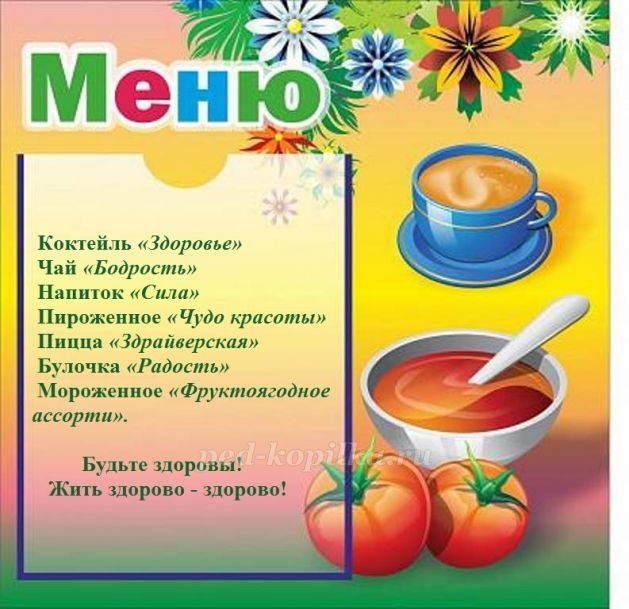 Меню
Коктейль «Здоровье»
Чай «Бодрость»
Напиток «Сила»
Пироженное «Чудо красоты»
Пицца «Здрайверская»
Булочка «Радость»
Мороженное «Фруктоягодное
ассорти».
ped-kopilka.ru
Будьте здоровы!
Жить здорово - здорово!